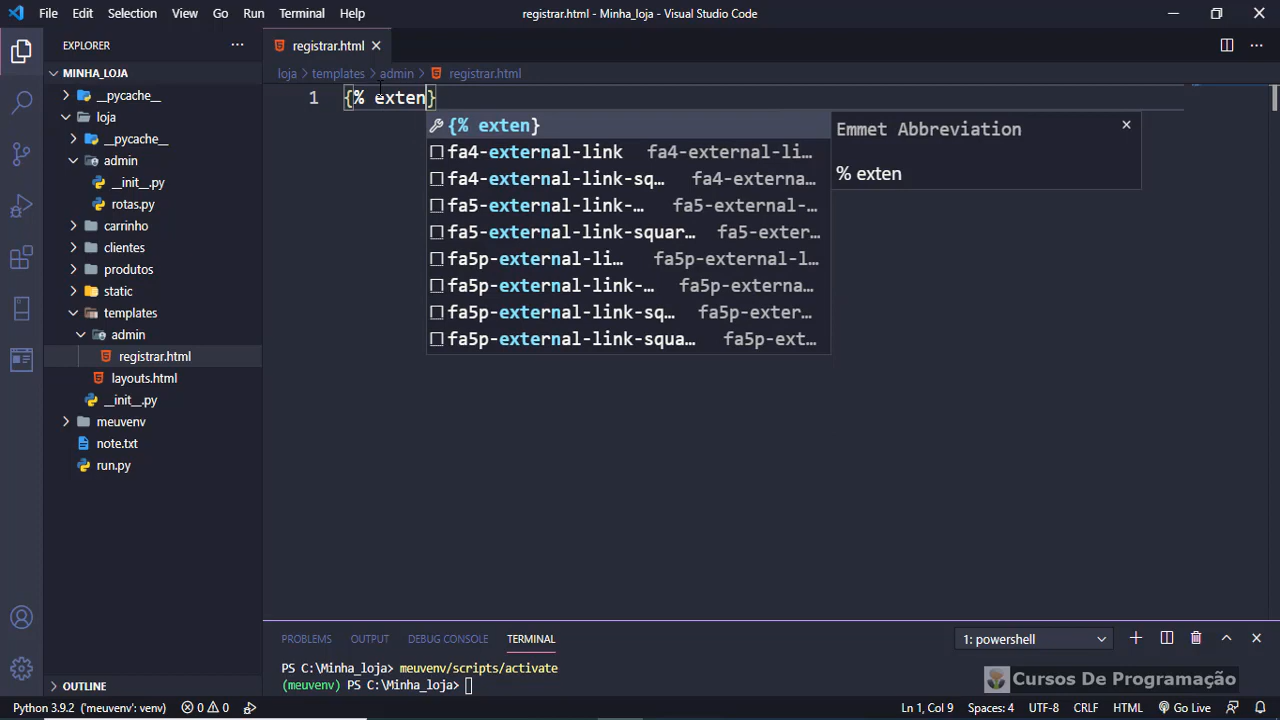 File Edit Selection View Go Run Terminal Help registrar.html - Minha_loja - Visual Studio Code
EXPLORER
registrar.html
MINHA_LOJA
__pycache__
loja
__pycache__
admin
__init__.py
rotas.py
carrinho
clientes
produtos
static
templates
admin
registrar.html
layouts.html
__init__.py
meuvenv
note.txt
run.py
OUTLINE
loja > templates > admin > registrar.html
1 {% exten}
{% exten}
fa4-external-link fa4-external-li…
fa4-external-link-sq… fa4-externa…
fa5-external-link-… fa5-external-…
fa5-external-link-squar… fa5-exter…
fa5p-external-li… fa5p-external-l…
fa5p-external-link-… fa5p-externa…
fa5p-external-link-sq… fa5p-exter…
fa5p-external-link-squa… fa5p-ext…
Emmet Abbreviation
% exten
PROBLEMS OUTPUT DEBUG CONSOLE TERMINAL 1: powershell
PS C:\Minha_loja> meuvenv/scripts/activate
(meuvenv) PS C:\Minha_loja>
Cursos De Programação
Python 3.9.2 ('meuvenv': venv) 0 0 Ln 1, Col 9 Spaces: 4 UTF-8 CRLF HTML Go Live